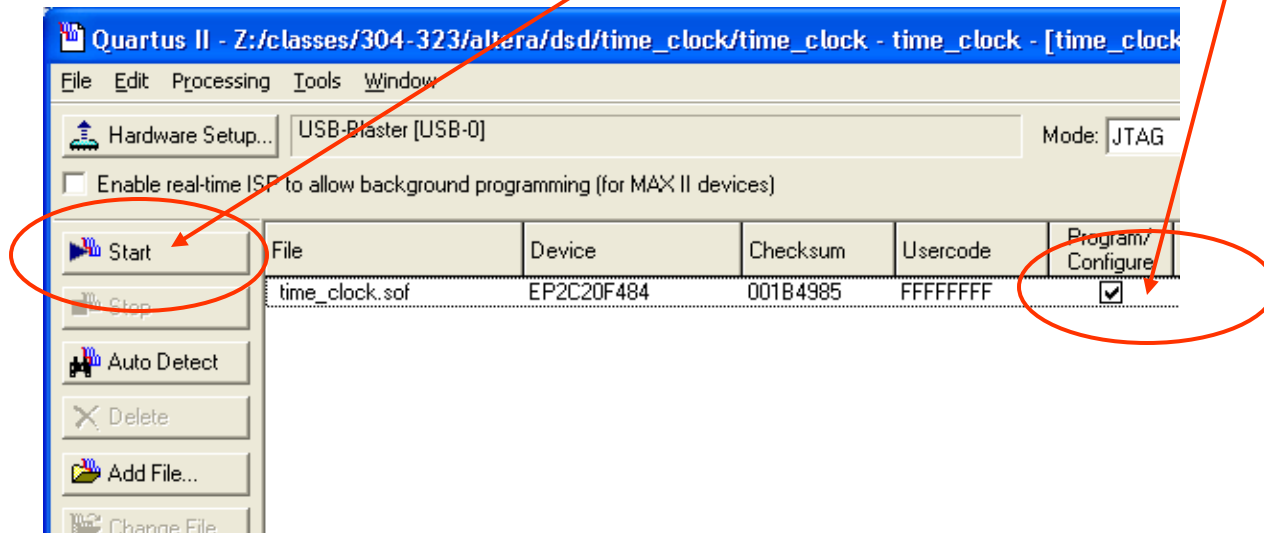 Quartus II - Z:/classes/304-323/altera/dsd/time_clock/time_clock - time_clock - [time_clock
File Edit Processing Tools Window
Hardware Setup... USB-Blaster [USB-0] Mode: JTAG
Enable real-time ISP to allow background programming (for MAX II devices)
Start File Device Checksum Usercode Program/
Configure
time_clock.sof EP2C20F484 001B4985 FFFFFFFF
Stop
Auto Detect
Delete
Add File...
Change File